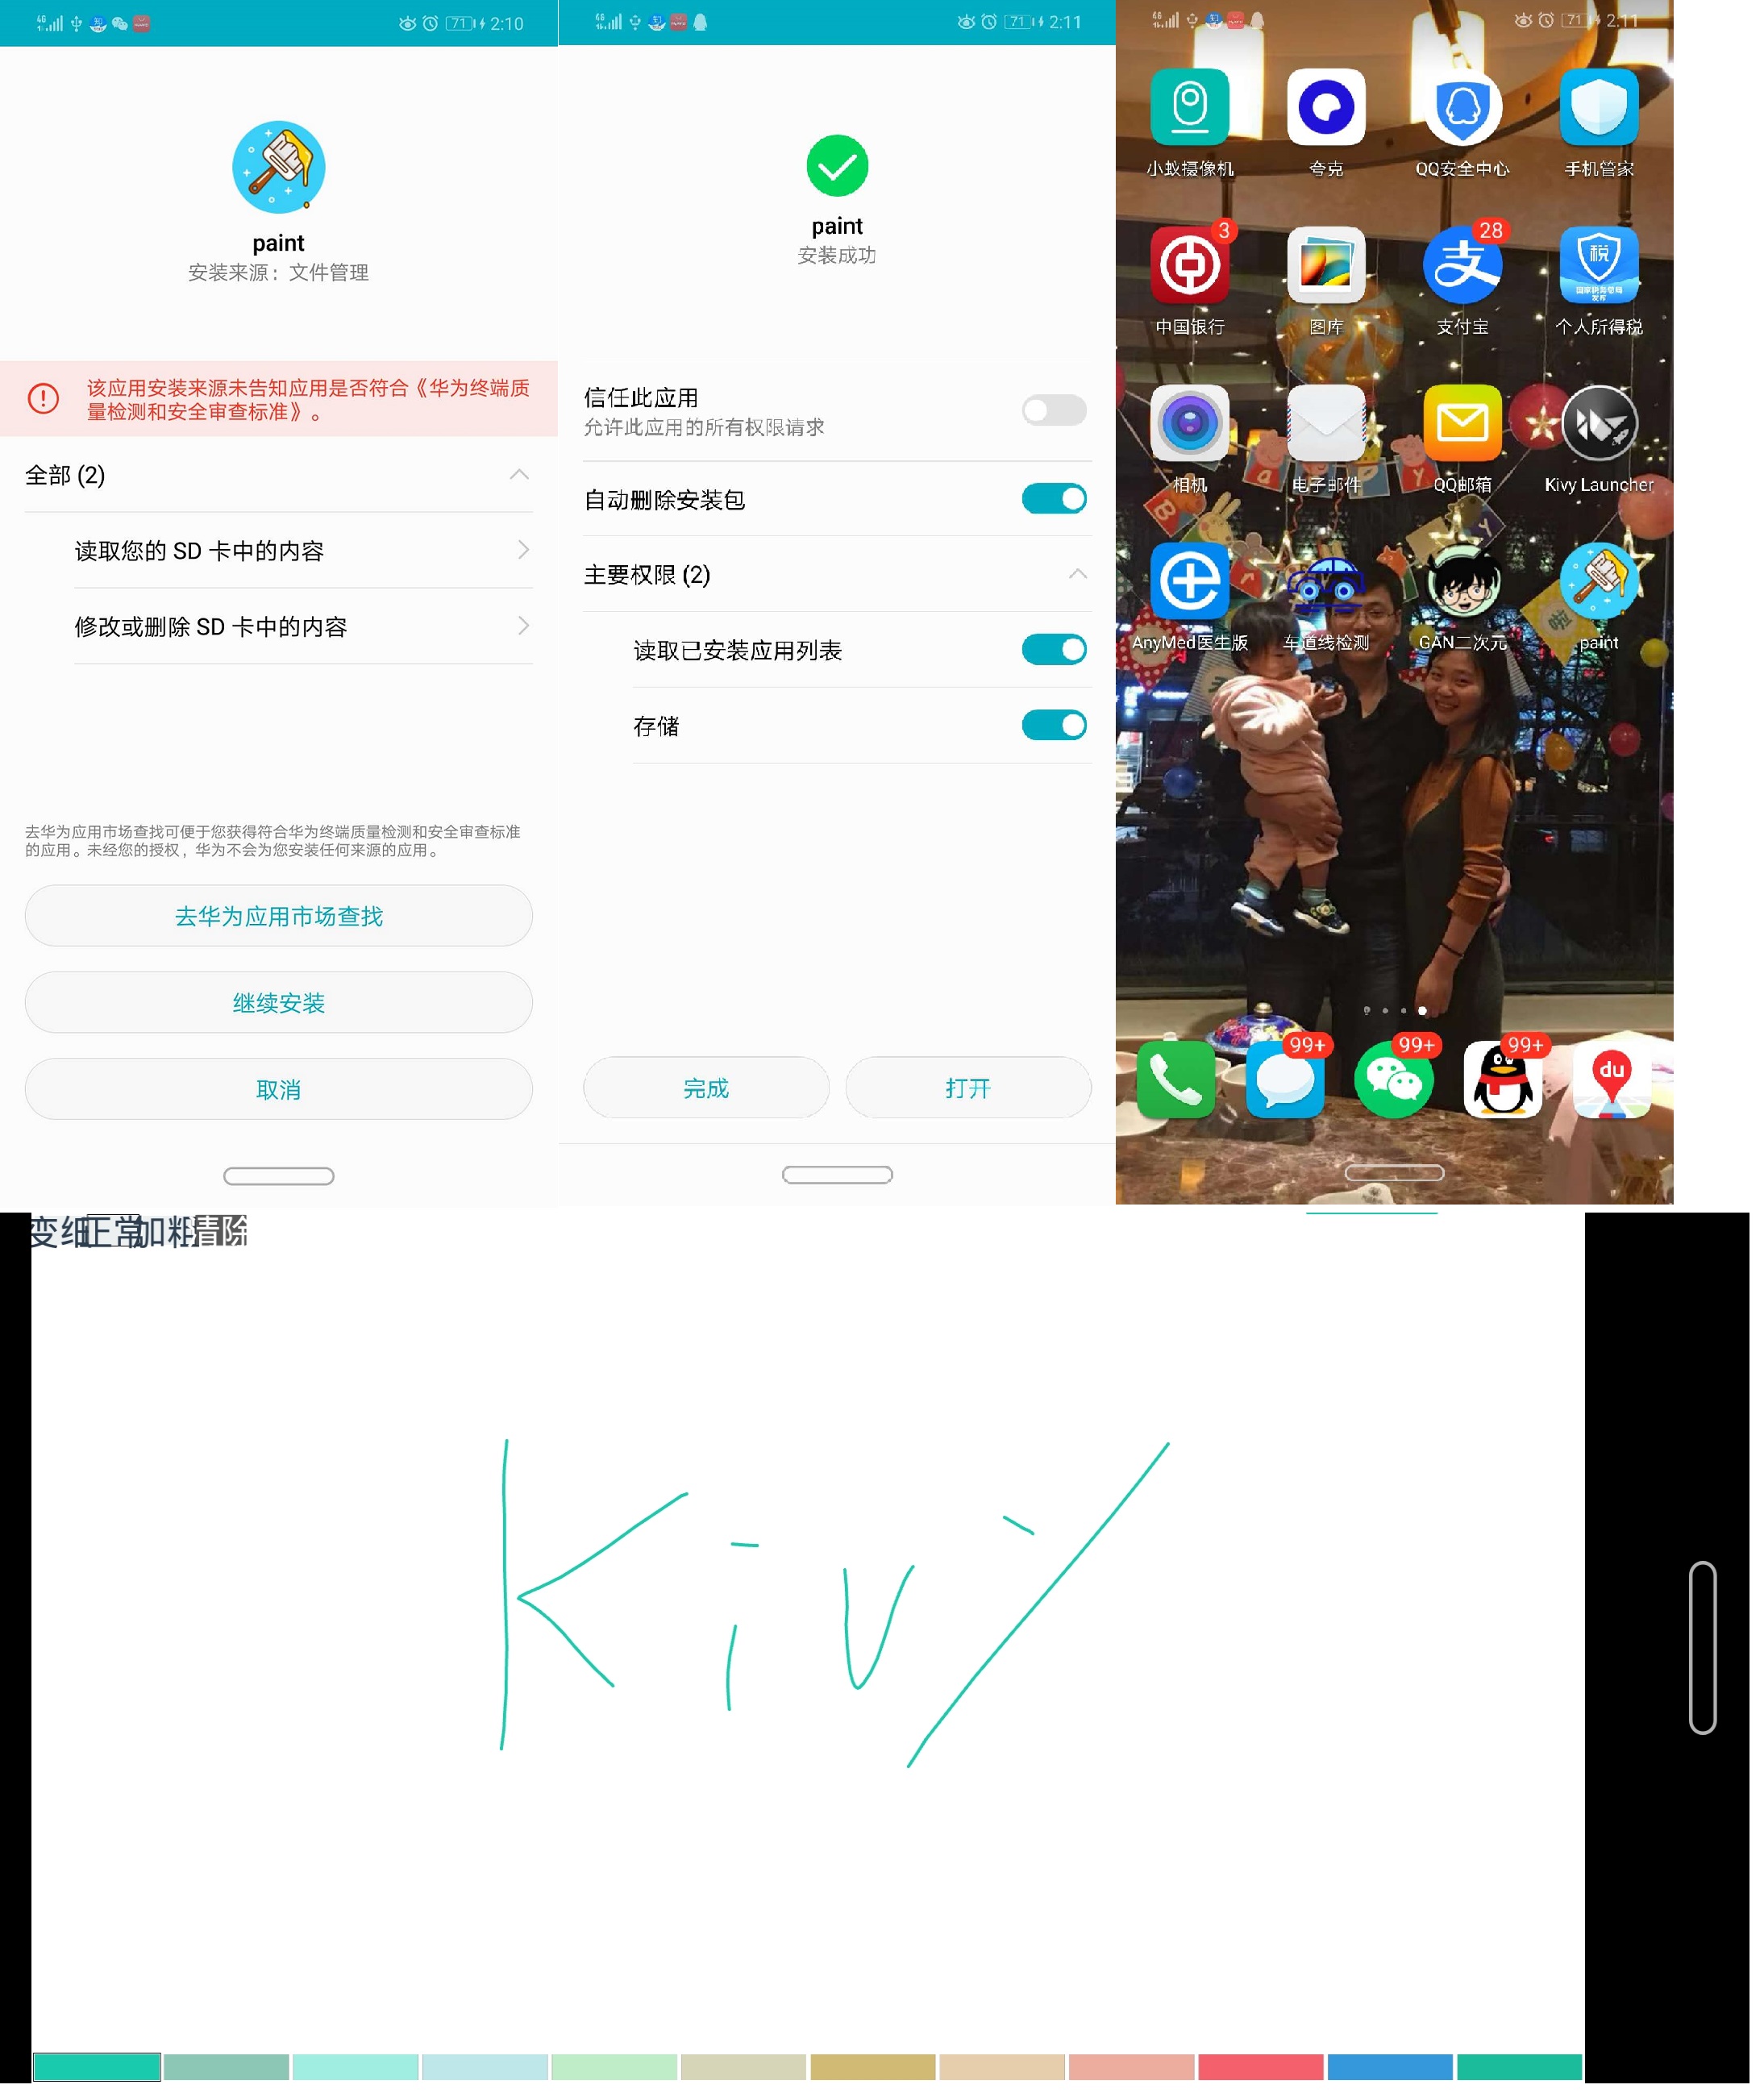 4G 71 2:10
paint
安装来源：文件管理
该应用安装来源未告知应用是否符合《华为终端质
量检测和安全审查标准》。
全部 (2)
读取您的 SD 卡中的内容
修改或删除 SD 卡中的内容
去华为应用市场查找可便于您获得符合华为终端质量检测和安全审查标准
的应用。未经您的授权，华为不会为您安装任何来源的应用。
去华为应用市场查找
继续安装
取消
4G 71 2:11
paint
安装成功
信任此应用
允许此应用的所有权限请求
自动删除安装包
主要权限 (2)
读取已安装应用列表
存储
完成 打开
4G 71 2:11
小蚁摄像机 夸克 QQ安全中心 手机管家
3 28 税
国家税务总局
发布
支
中国银行 图库 支付宝 个人所得税
相机 电子邮件 QQ邮箱 Kivy Launcher
AnyMed医生版 车道线检测 GAN二次元 paint
99+ 99+ 99+ du
变细 正常 加粗 清除
Kivy